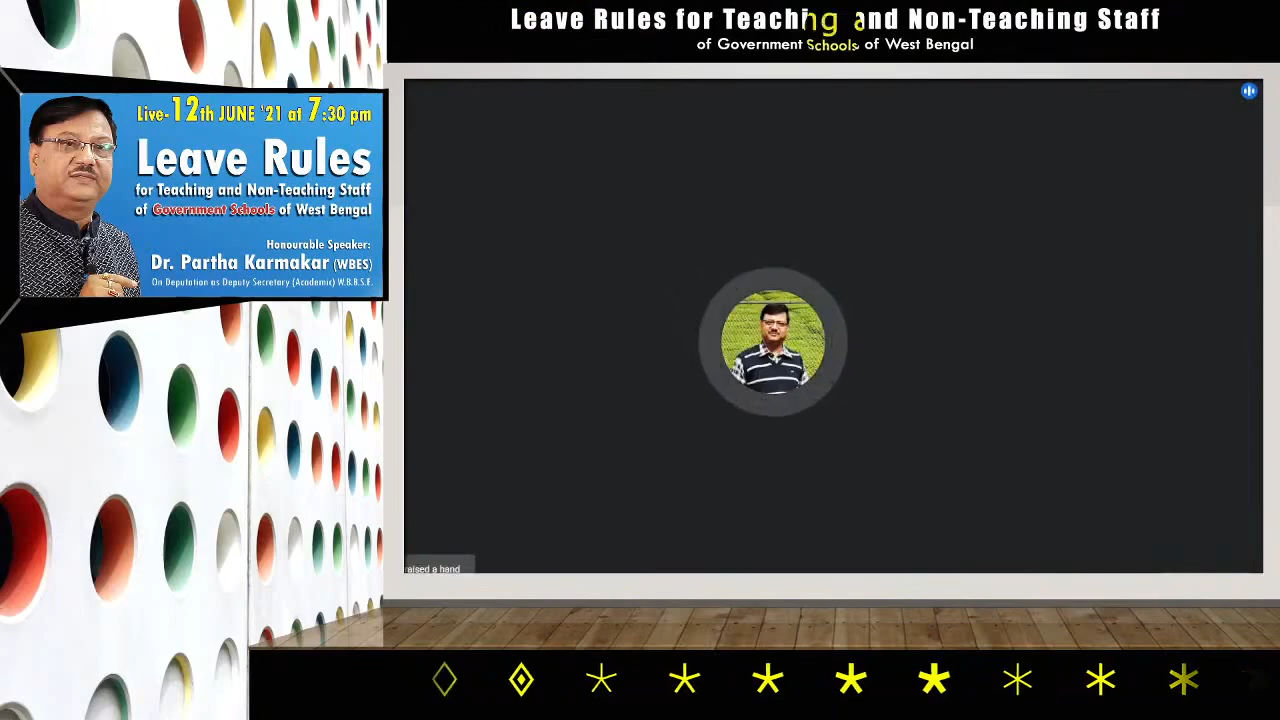 Leave Rules for Teaching and Non-Teaching Staff
of Government Schools of West Bengal
Live- 12th JUNE '21 at 7:30 pm
Leave Rules
for Teaching and Non-Teaching Staff
of Government Schools of West Bengal
Honourable Speaker:
Dr. Partha Karmakar (WBES)
On Deputation as Deputy Secretary (Academic) W.B.B.S.E.
aised a hand